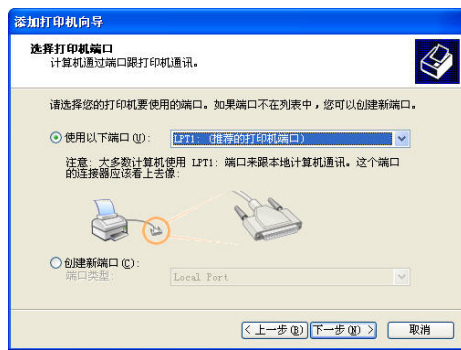 添加打印机向导
选择打印机端口
计算机通过端口跟打印机通讯。
请选择您的打印机要使用的端口。如果端口不在列表中，您可以创建新端口。
使用以下端口(U):
LPT1: (推荐的打印机端口)
注意: 大多数计算机使用 LPT1: 端口来跟本地计算机通讯。这个端口
的连接器应该看上去像:
创建新端口(C):
端口类型:
Local Port
< 上一步(B)
下一步(N) >
取消